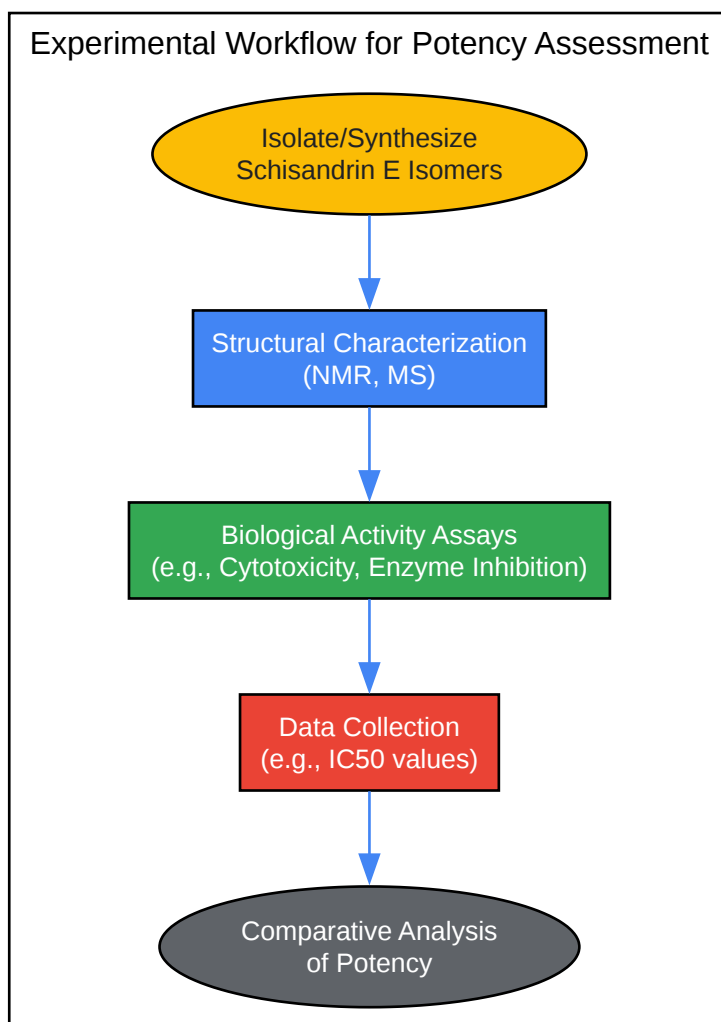 Experimental Workflow for Potency Assessment
Isolate/Synthesize
Schisandrin E Isomers
Structural Characterization
(NMR, MS)
Biological Activity Assays
(e.g., Cytotoxicity, Enzyme Inhibition)
Data Collection
(e.g., IC50 values)
Comparative Analysis
of Potency